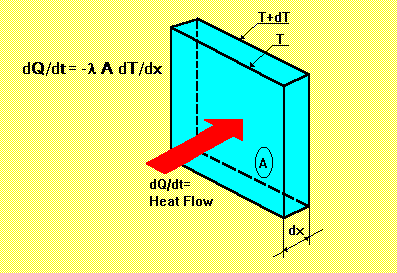 T+dT
T
dQ/dt = -λ A dT/dx
A
dQ/dt=
Heat Flow
dx